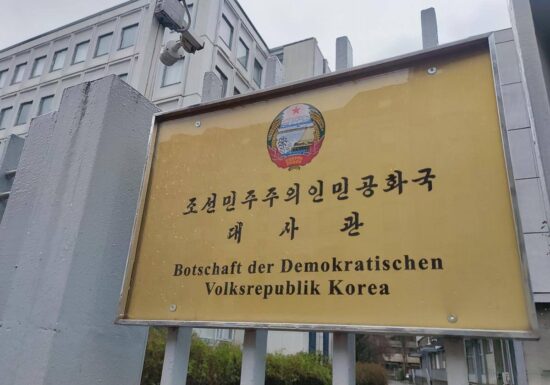 조선민주주의인민공화국
대 사 관
Botschaft der Demokratischen
Volksrepublik Korea